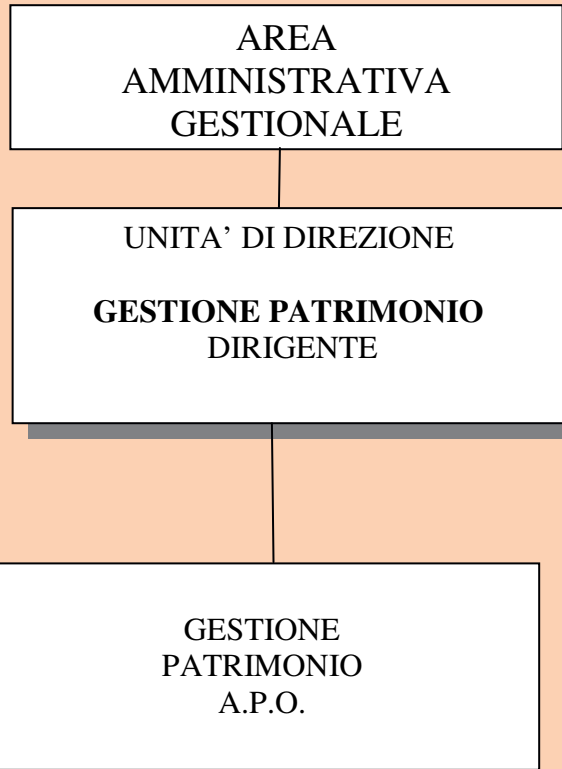 AREA
AMMINISTRATIVA
GESTIONALE
UNITA’ DI DIREZIONE
GESTIONE PATRIMONIO
DIRIGENTE
GESTIONE
PATRIMONIO
A.P.O.